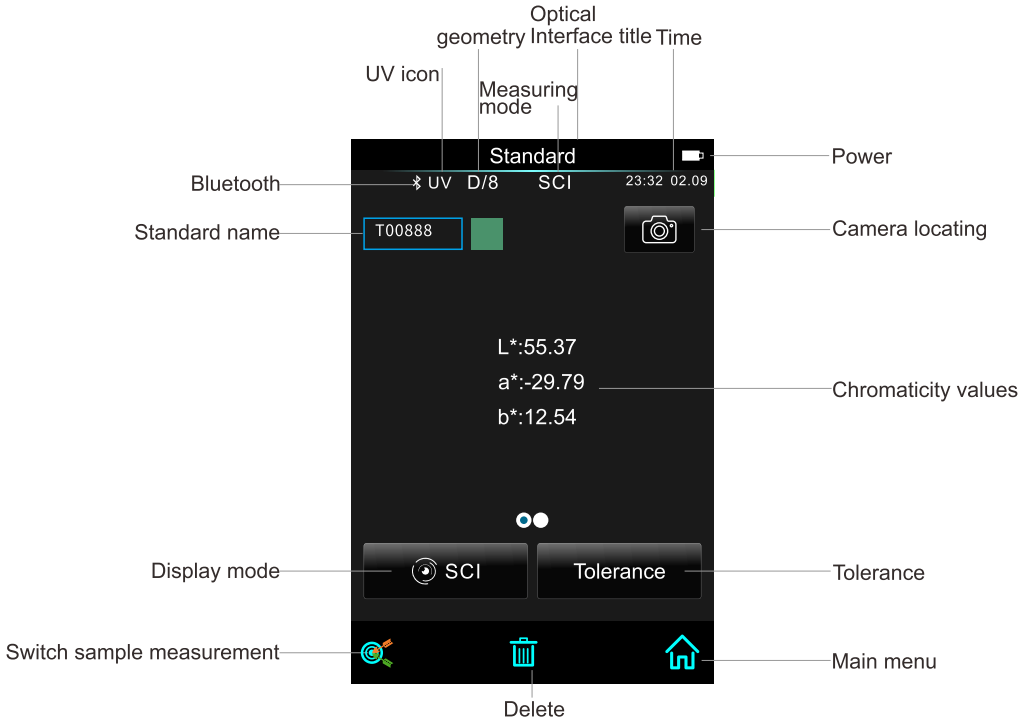 Optical
geometry Interface title Time
UV icon
Measuring
mode
Standard
Power
Bluetooth
UV D/8 SCI 23:32 02.09
Standard name
T00888
Camera locating
L*:55.37
a*:-29.79
b*:12.54
Chromaticity values
Display mode
SCI
Tolerance
Tolerance
Switch sample measurement
Main menu
Delete